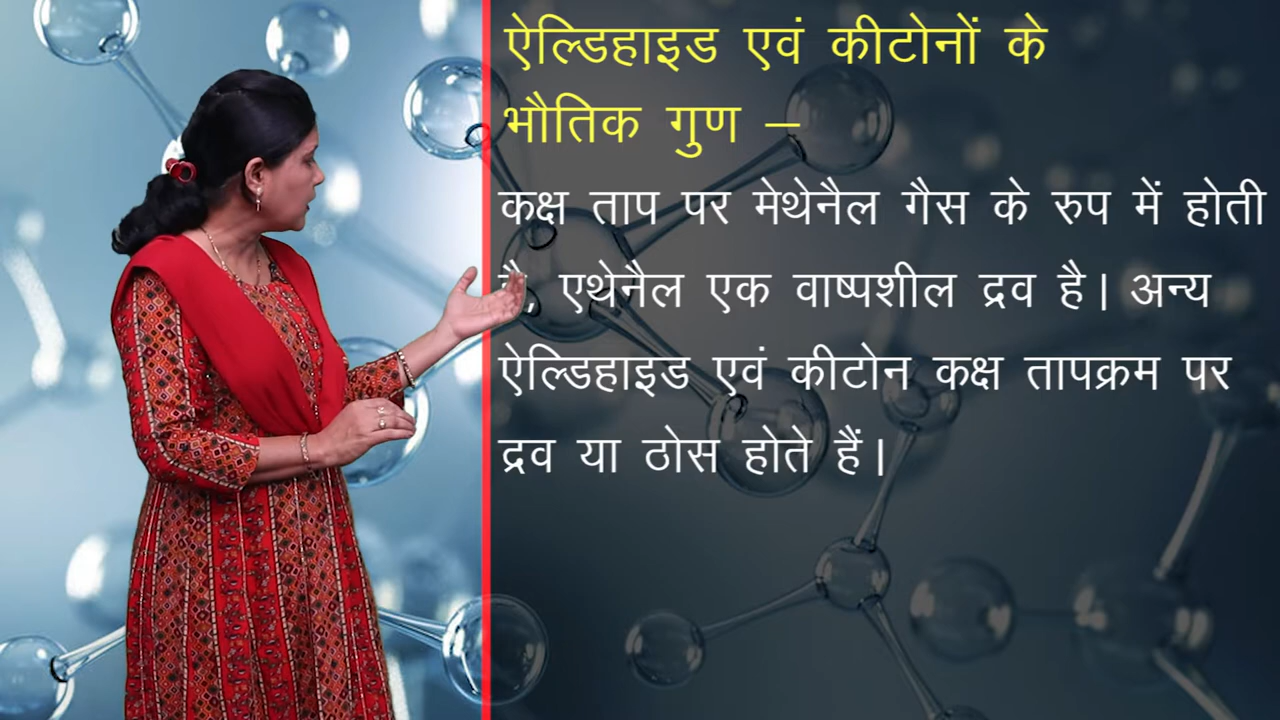 ऐल्डिहाइड एवं कीटोनों के
भौतिक गुण –
कक्ष ताप पर मेथेनैल गैस के रुप में होती
है, एथेनैल एक वाष्पशील द्रव है। अन्य
ऐल्डिहाइड एवं कीटोन कक्ष तापक्रम पर
द्रव या ठोस होते हैं।